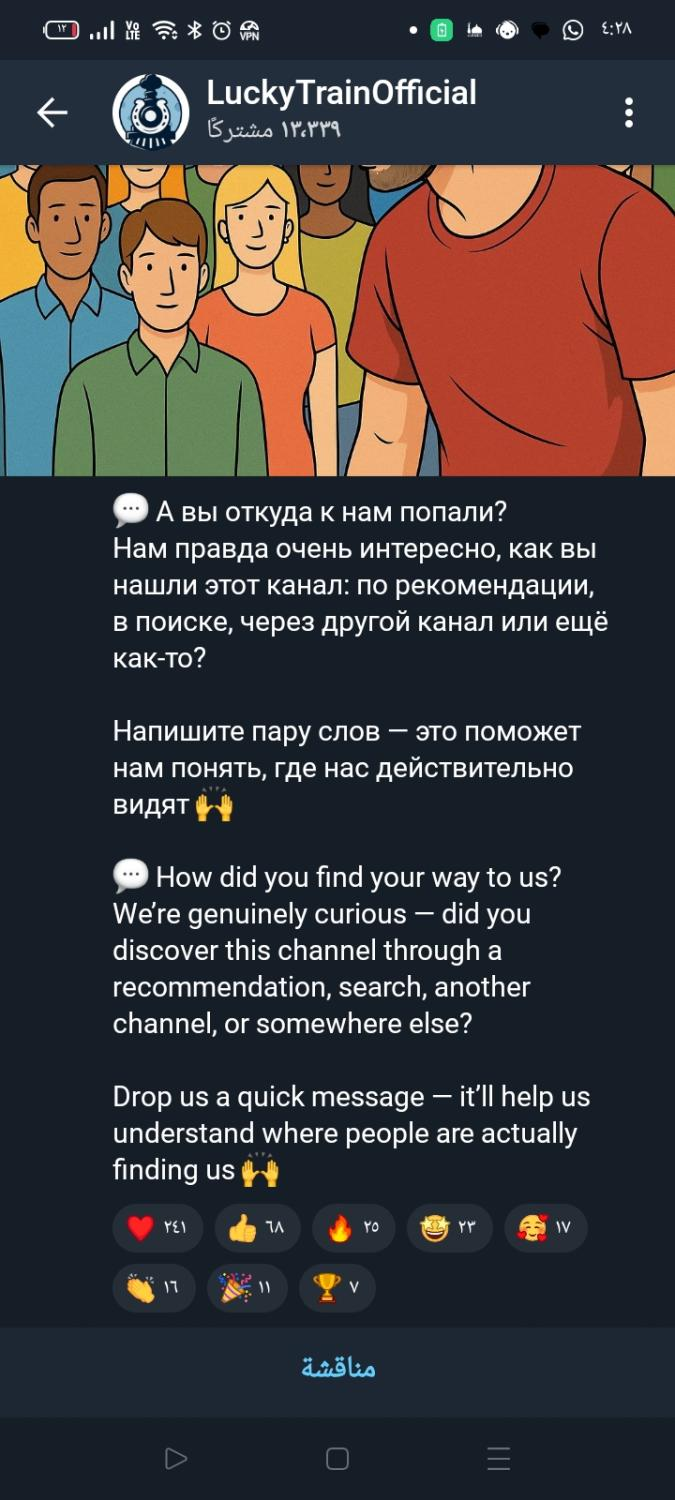 ١٢
Vo LTE
VPN
٤:٢٨
LuckyTrainOfficial
١٣،٣٣٩ مشتركًا
💬 А вы откуда к нам попали?
Нам правда очень интересно, как вы
нашли этот канал: по рекомендации,
в поиске, через другой канал или ещё
как-то?
Напишите пару слов — это поможет
нам понять, где нас действительно
видят 🙌
💬 How did you find your way to us?
We’re genuinely curious — did you
discover this channel through a
recommendation, search, another
channel, or somewhere else?
Drop us a quick message — it’ll help us
understand where people are actually
finding us 🙌
❤️ ٢٤١ 👍 ٦٨ 🔥 ٢٥ 🤩 ٢٣ 🥰 ١٧
👏 ١٦ 🎉 ١١ 🏆 ٧
مناقشة